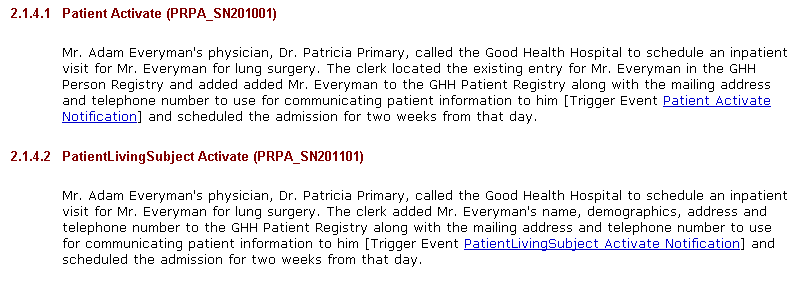 2.1.4.1 Patient Activate (PRPA_SN201001)
Mr. Adam Everyman's physician, Dr. Patricia Primary, called the Good Health Hospital to schedule an inpatient
visit for Mr. Everyman for lung surgery. The clerk located the existing entry for Mr. Everyman in the GHH
Person Registry and added added Mr. Everyman to the GHH Patient Registry along with the mailing address
and telephone number to use for communicating patient information to him [Trigger Event Patient Activate
Notification] and scheduled the admission for two weeks from that day.
2.1.4.2 PatientLivingSubject Activate (PRPA_SN201101)
Mr. Adam Everyman's physician, Dr. Patricia Primary, called the Good Health Hospital to schedule an inpatient
visit for Mr. Everyman for lung surgery. The clerk added Mr. Everyman's name, demographics, address and
telephone number to the GHH Patient Registry along with the mailing address and telephone number to use
for communicating patient information to him [Trigger Event PatientLivingSubject Activate Notification] and
scheduled the admission for two weeks from that day.